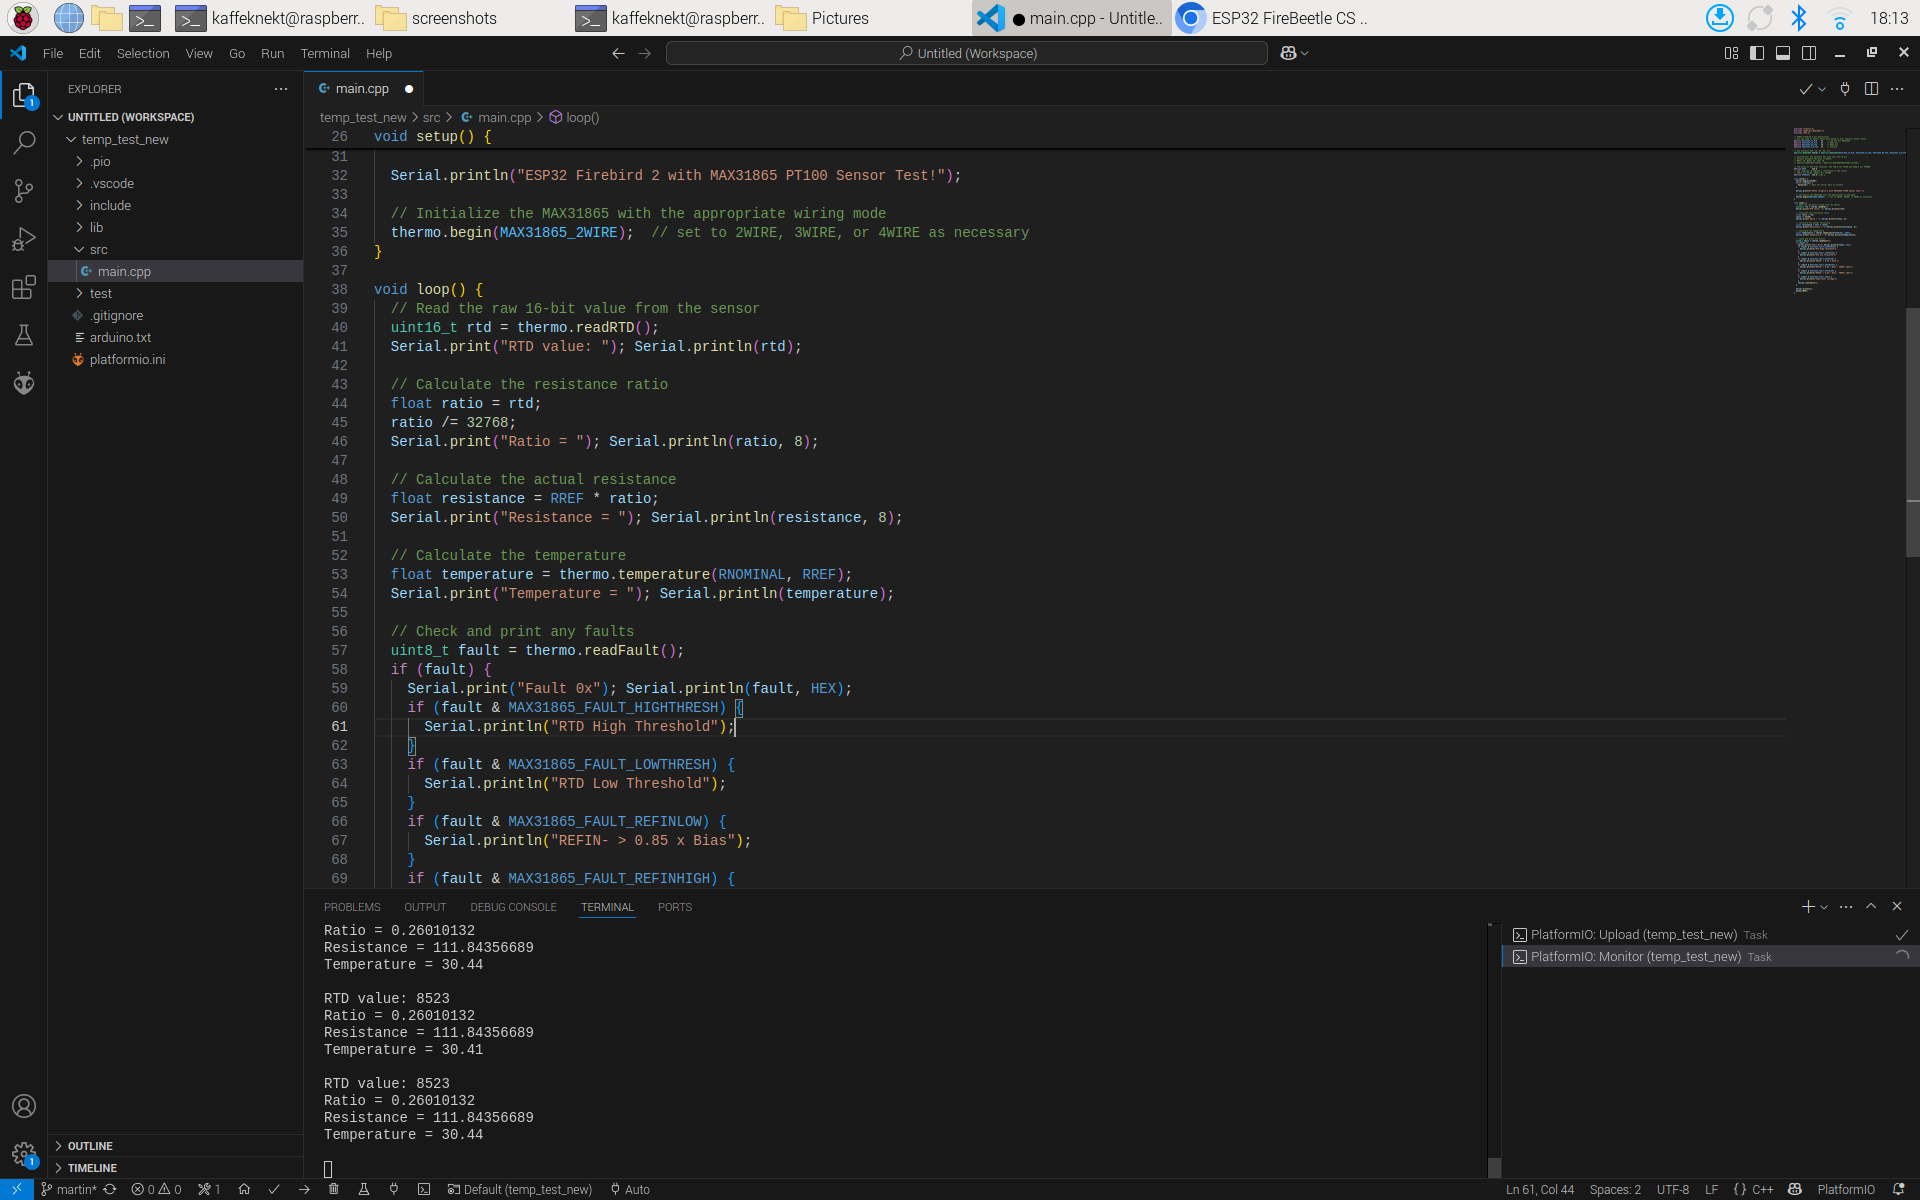 kaffeknekt@raspberr..
screenshots
kaffeknekt@raspberr..
Pictures
● main.cpp - Untitle..
ESP32 FireBeetle CS ..
18:13
File Edit Selection View Go Run Terminal Help
Untitled (Workspace)
EXPLORER
UNTITLED (WORKSPACE)
temp_test_new
.pio
.vscode
include
lib
src
main.cpp
test
.gitignore
arduino.txt
platformio.ini
OUTLINE
TIMELINE
main.cpp
temp_test_new > src > main.cpp > loop()
26 void setup() {
31
32 Serial.println("ESP32 Firebird 2 with MAX31865 PT100 Sensor Test!");
33
34 // Initialize the MAX31865 with the appropriate wiring mode
35 thermo.begin(MAX31865_2WIRE); // set to 2WIRE, 3WIRE, or 4WIRE as necessary
36 }
37
38 void loop() {
39 // Read the raw 16-bit value from the sensor
40 uint16_t rtd = thermo.readRTD();
41 Serial.print("RTD value: "); Serial.println(rtd);
42
43 // Calculate the resistance ratio
44 float ratio = rtd;
45 ratio /= 32768;
46 Serial.print("Ratio = "); Serial.println(ratio, 8);
47
48 // Calculate the actual resistance
49 float resistance = RREF * ratio;
50 Serial.print("Resistance = "); Serial.println(resistance, 8);
51
52 // Calculate the temperature
53 float temperature = thermo.temperature(RNOMINAL, RREF);
54 Serial.print("Temperature = "); Serial.println(temperature);
55
56 // Check and print any faults
57 uint8_t fault = thermo.readFault();
58 if (fault) {
59 Serial.print("Fault 0x"); Serial.println(fault, HEX);
60 if (fault & MAX31865_FAULT_HIGHTHRESH) {
61 Serial.println("RTD High Threshold");
62 }
63 if (fault & MAX31865_FAULT_LOWTHRESH) {
64 Serial.println("RTD Low Threshold");
65 }
66 if (fault & MAX31865_FAULT_REFINLOW) {
67 Serial.println("REFIN- > 0.85 x Bias");
68 }
69 if (fault & MAX31865_FAULT_REFINHIGH) {
PROBLEMS OUTPUT DEBUG CONSOLE TERMINAL PORTS
Ratio = 0.26010132
Resistance = 111.84356689
Temperature = 30.44
RTD value: 8523
Ratio = 0.26010132
Resistance = 111.84356689
Temperature = 30.41
RTD value: 8523
Ratio = 0.26010132
Resistance = 111.84356689
Temperature = 30.44
PlatformIO: Upload (temp_test_new) Task
PlatformIO: Monitor (temp_test_new) Task
1
1
martin* 0 0 1 Default (temp_test_new) Auto
Ln 61, Col 44 Spaces: 2 UTF-8 LF {} C++ PlatformIO